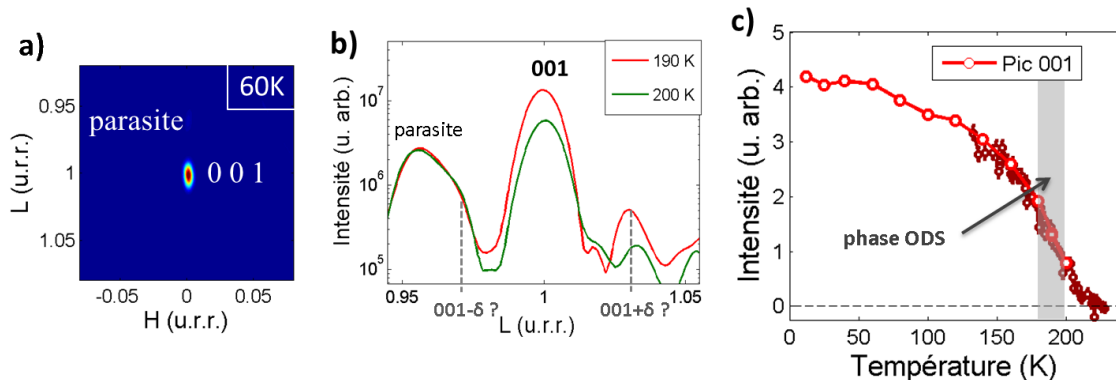 a)
60K
parasite
0 0 1
0.95
1
1.05
L (u.r.r.)
-0.05
0
0.05
H (u.r.r.)
b)
190 K
200 K
001
parasite
10^7
10^6
10^5
Intensité (u. arb.)
0.95
1
1.05
001-δ ?
001+δ ?
L (u.r.r.)
c)
Pic 001
5
4
3
2
1
0
Intensité (u. arb.)
phase ODS
0
50
100
150
200
Température (K)